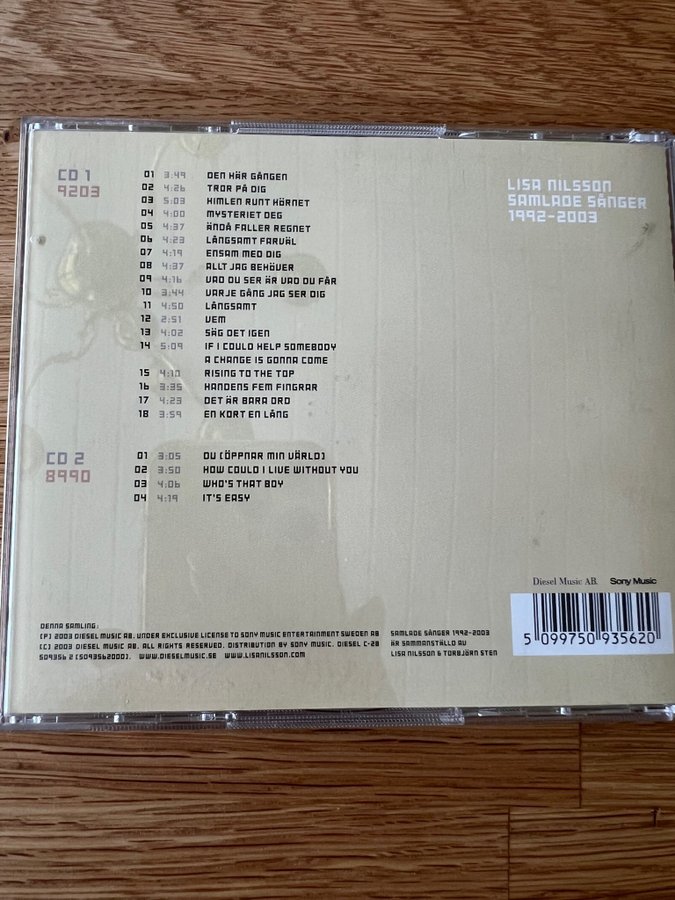 CD 1
9203
01 3:49 DEN HÄR GÅNGEN
02 4:26 TROR PÅ DIG
03 5:03 HIMLEN RUNT HÖRNET
04 4:00 MYSTERIET DEG
05 4:37 ÄNDÅ FALLER REGNET
06 4:23 LÅNGSAMT FARVÄL
07 4:19 ENSAM MED DIG
08 4:37 ALLT JAG BEHÖVER
09 4:16 VAD DU SER ÄR VAD DU FÅR
10 3:44 VARJE GÅNG JAG SER DIG
11 4:50 LÅNGSAMT
12 2:51 VEM
13 4:02 SÄG DET IGEN
14 5:09 IF I COULD HELP SOMEBODY
A CHANGE IS GONNA COME
15 4:10 RISING TO THE TOP
16 3:35 HANDENS FEM FINGRAR
17 4:23 DET ÄR BARA ORD
18 3:59 EN KORT EN LÅNG
LISA NILSSON
SAMLADE SÅNGER
1992-2003
CD 2
8990
01 3:05 DU (ÖPPNAR MIN VÄRLD)
02 3:50 HOW COULD I LIVE WITHOUT YOU
03 4:06 WHO'S THAT BOY
04 4:19 IT'S EASY
Diesel Music AB. Sony Music
5 099750 935620
DENNA SAMLING:
(P) 2003 DIESEL MUSIC AB. UNDER EXCLUSIVE LICENSE TO SONY MUSIC ENTERTAINMENT SWEDEN AB
(C) 2003 DIESEL MUSIC AB. ALL RIGHTS RESERVED. DISTRIBUTION BY SONY MUSIC. DIESEL C-28
509356 2 (5093562000). WWW.DIESELMUSIC.SE WWW.LISANILSSON.COM
SAMLADE SÅNGER 1992-2003
ÄR SAMMANSTÄLLD AV
LISA NILSSON & TORBJÖRN STEN